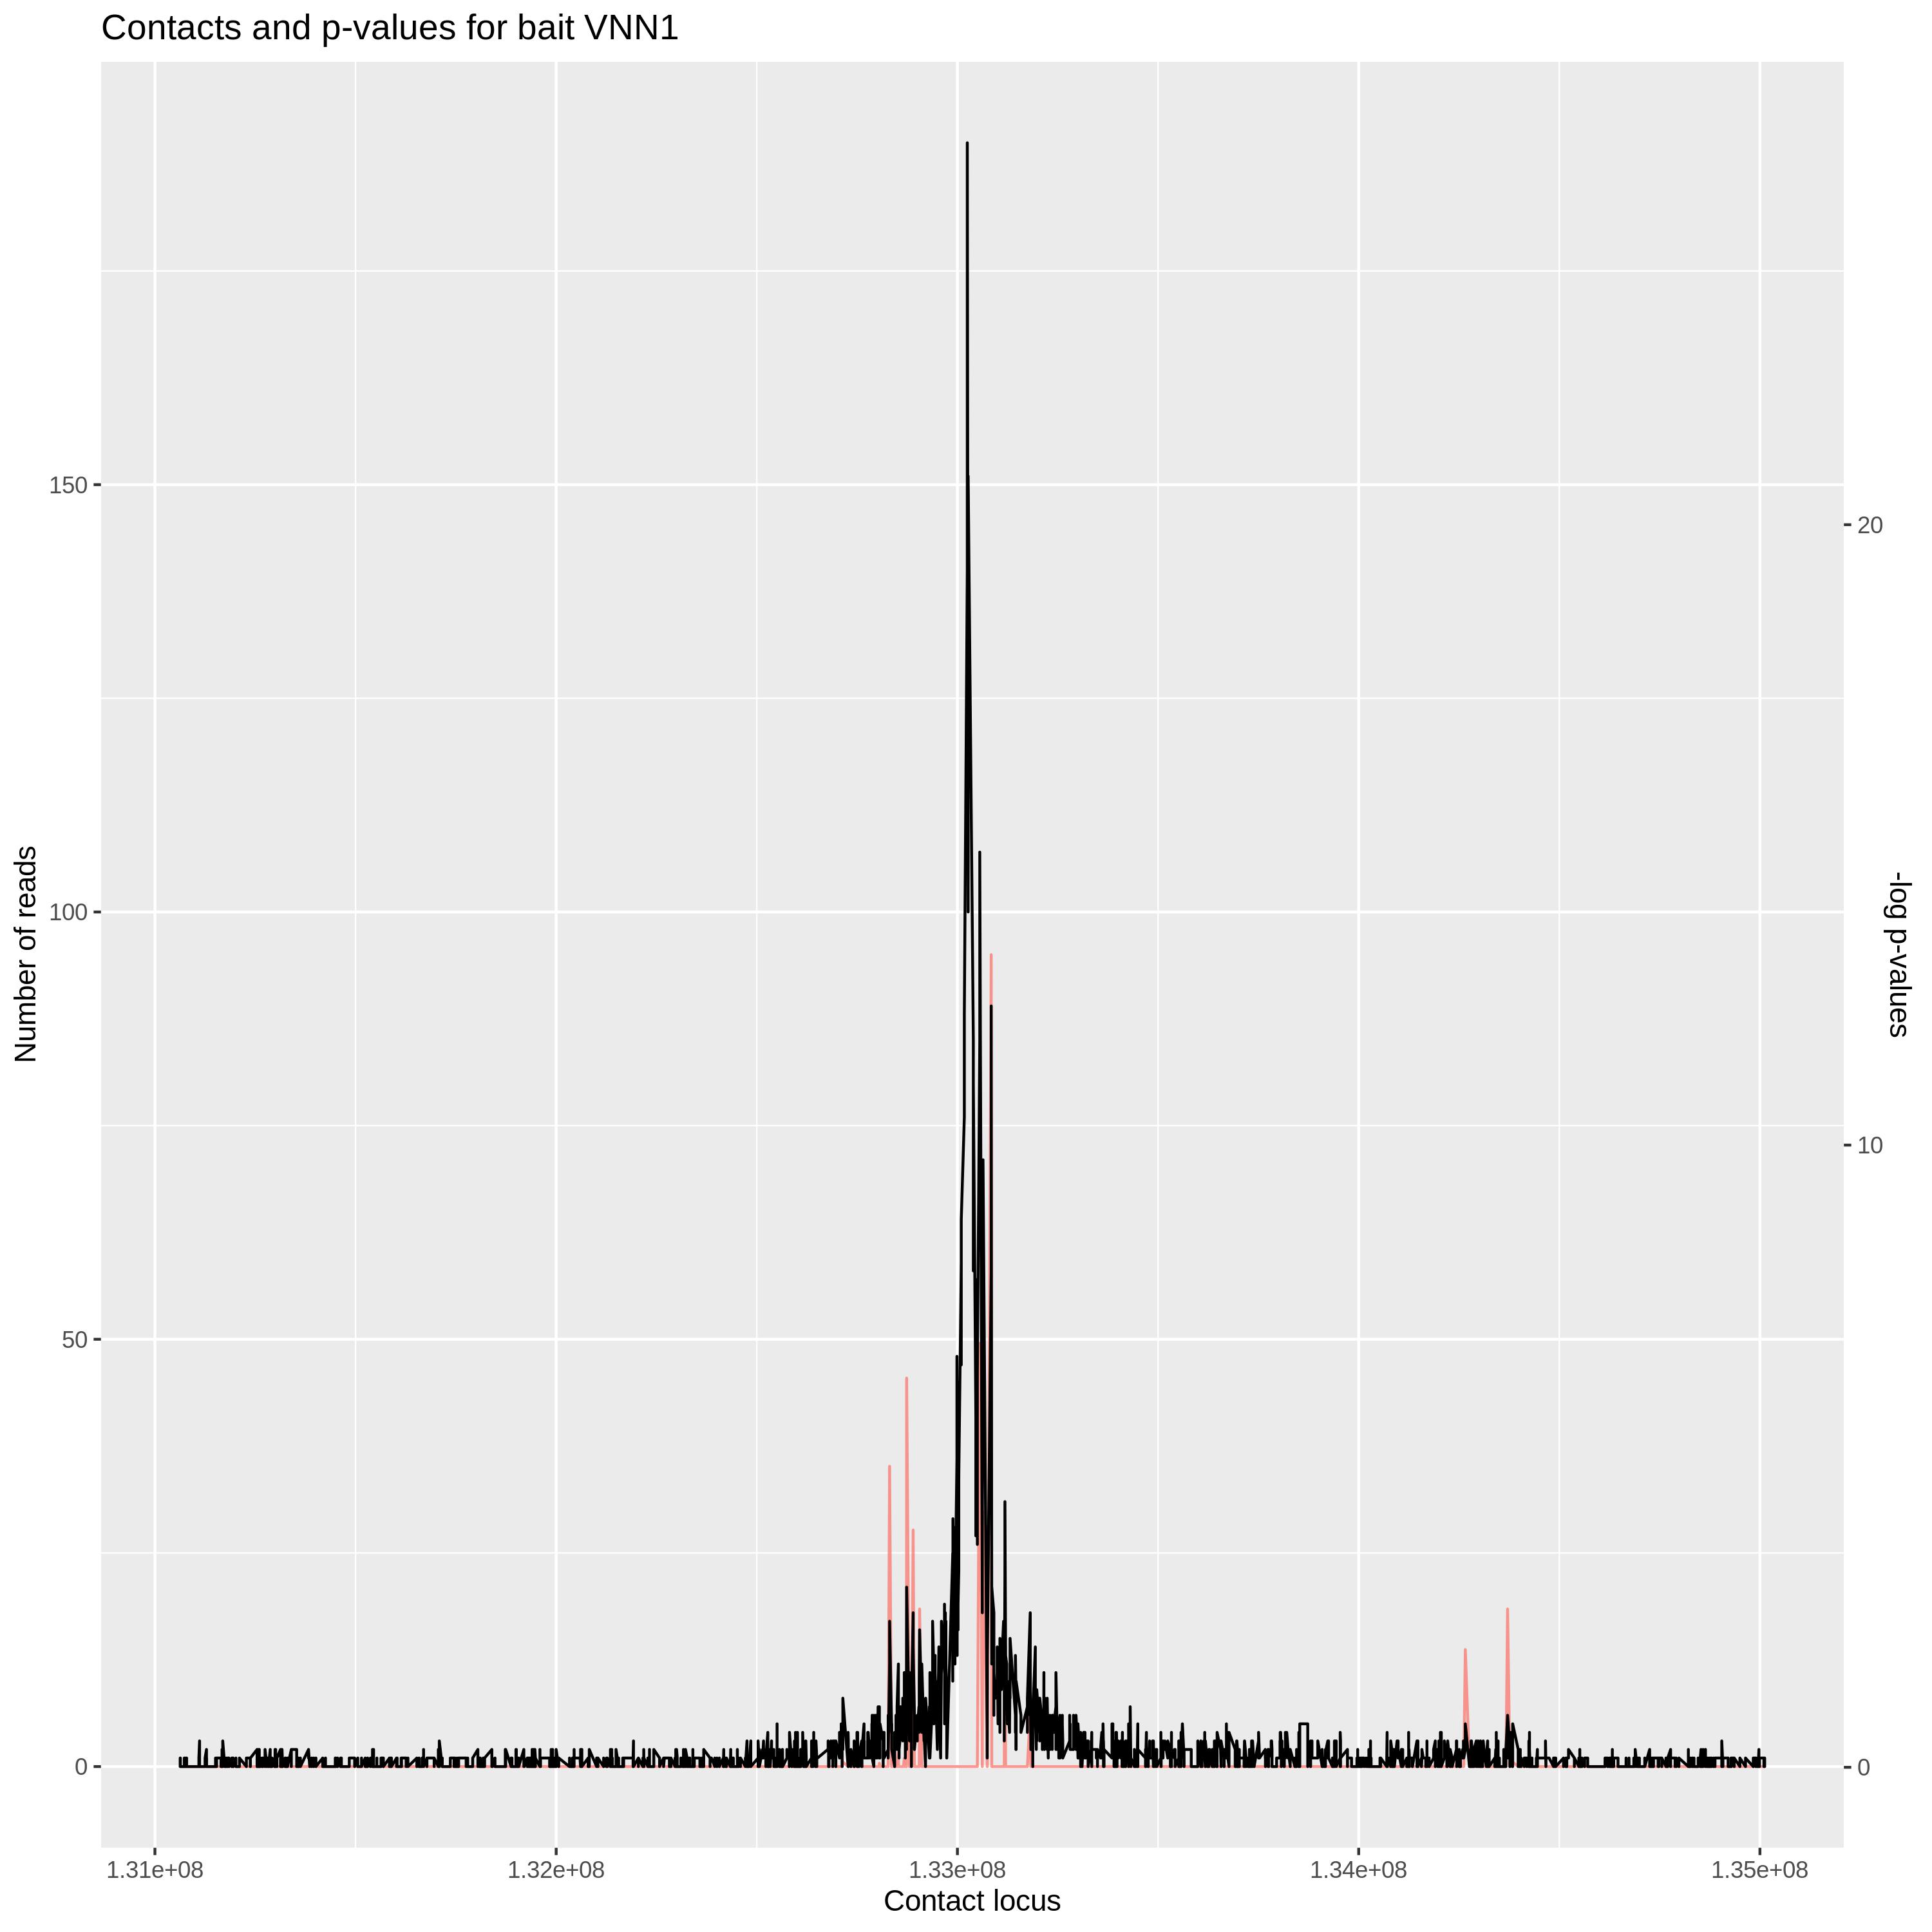 Contacts and p-values for bait VNN1
Number of reads
150
100
50
0
20
10
0
-log p-values
1.31e+08
1.32e+08
1.33e+08
1.34e+08
1.35e+08
Contact locus